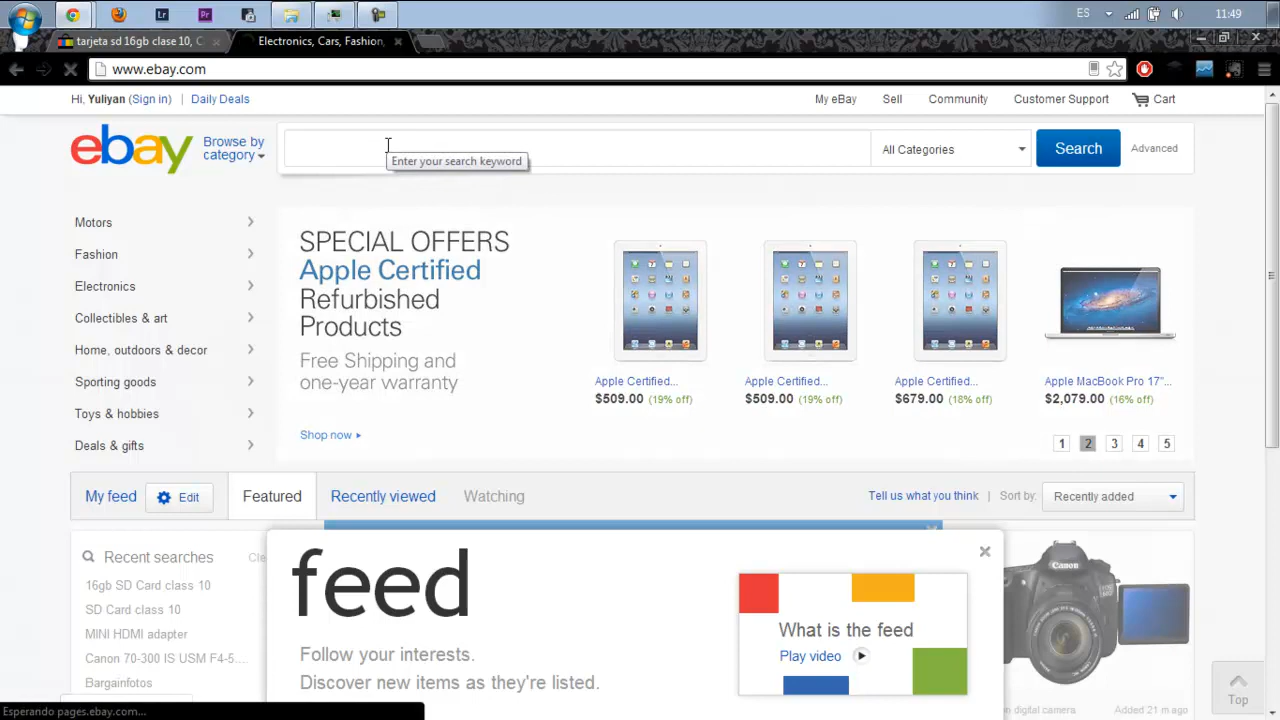 ES 11:49
tarjeta sd 16gb clase 10, C
Electronics, Cars, Fashion,
www.ebay.com
Hi, Yuliyan (Sign in) | Daily Deals
My eBay Sell Community Customer Support Cart
ebay
Browse by category
All Categories Search Advanced
Enter your search keyword
Motors
Fashion
Electronics
Collectibles & art
Home, outdoors & decor
Sporting goods
Toys & hobbies
Deals & gifts
SPECIAL OFFERS
Apple Certified
Refurbished
Products
Free Shipping and
one-year warranty
Shop now
Apple Certified... Apple Certified... Apple Certified... Apple MacBook Pro 17"...
$509.00 (19% off) $509.00 (19% off) $679.00 (18% off) $2,079.00 (16% off)
1 2 3 4 5
My feed Edit Featured Recently viewed Watching
Tell us what you think | Sort by: Recently added
Recent searches Cle
16gb SD Card class 10
SD Card class 10
MINI HDMI adapter
Canon 70-300 IS USM F4-5....
Bargainfotos
feed
Follow your interests.
Discover new items as they're listed.
What is the feed
Play video
Canon
Top
on digital camera Added 21 m ago
Esperando pages.ebay.com...